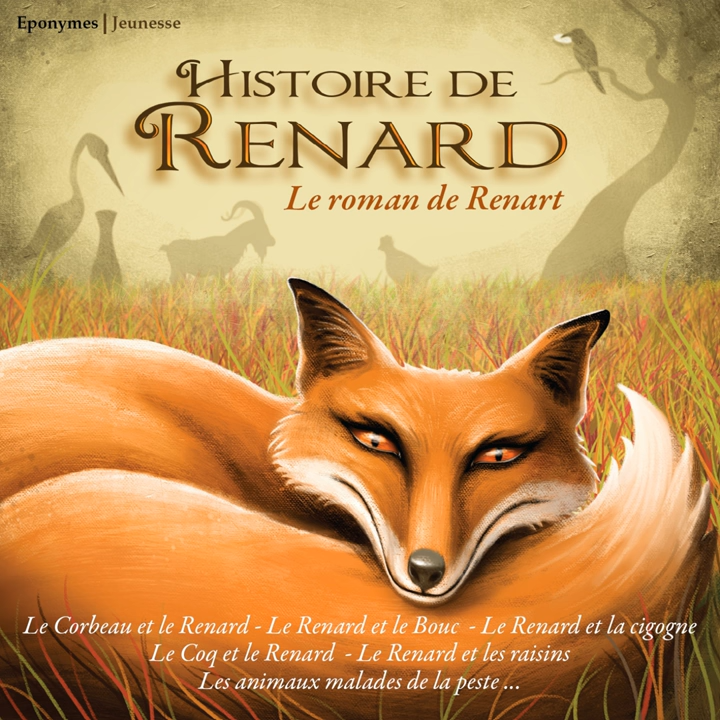 Eponymes | Jeunesse
HISTOIRE DE
RENARD
Le roman de Renart
Le Corbeau et le Renard - Le Renard et le Bouc - Le Renard et la cigogne
Le Coq et le Renard - Le Renard et les raisins
Les animaux malades de la peste ...